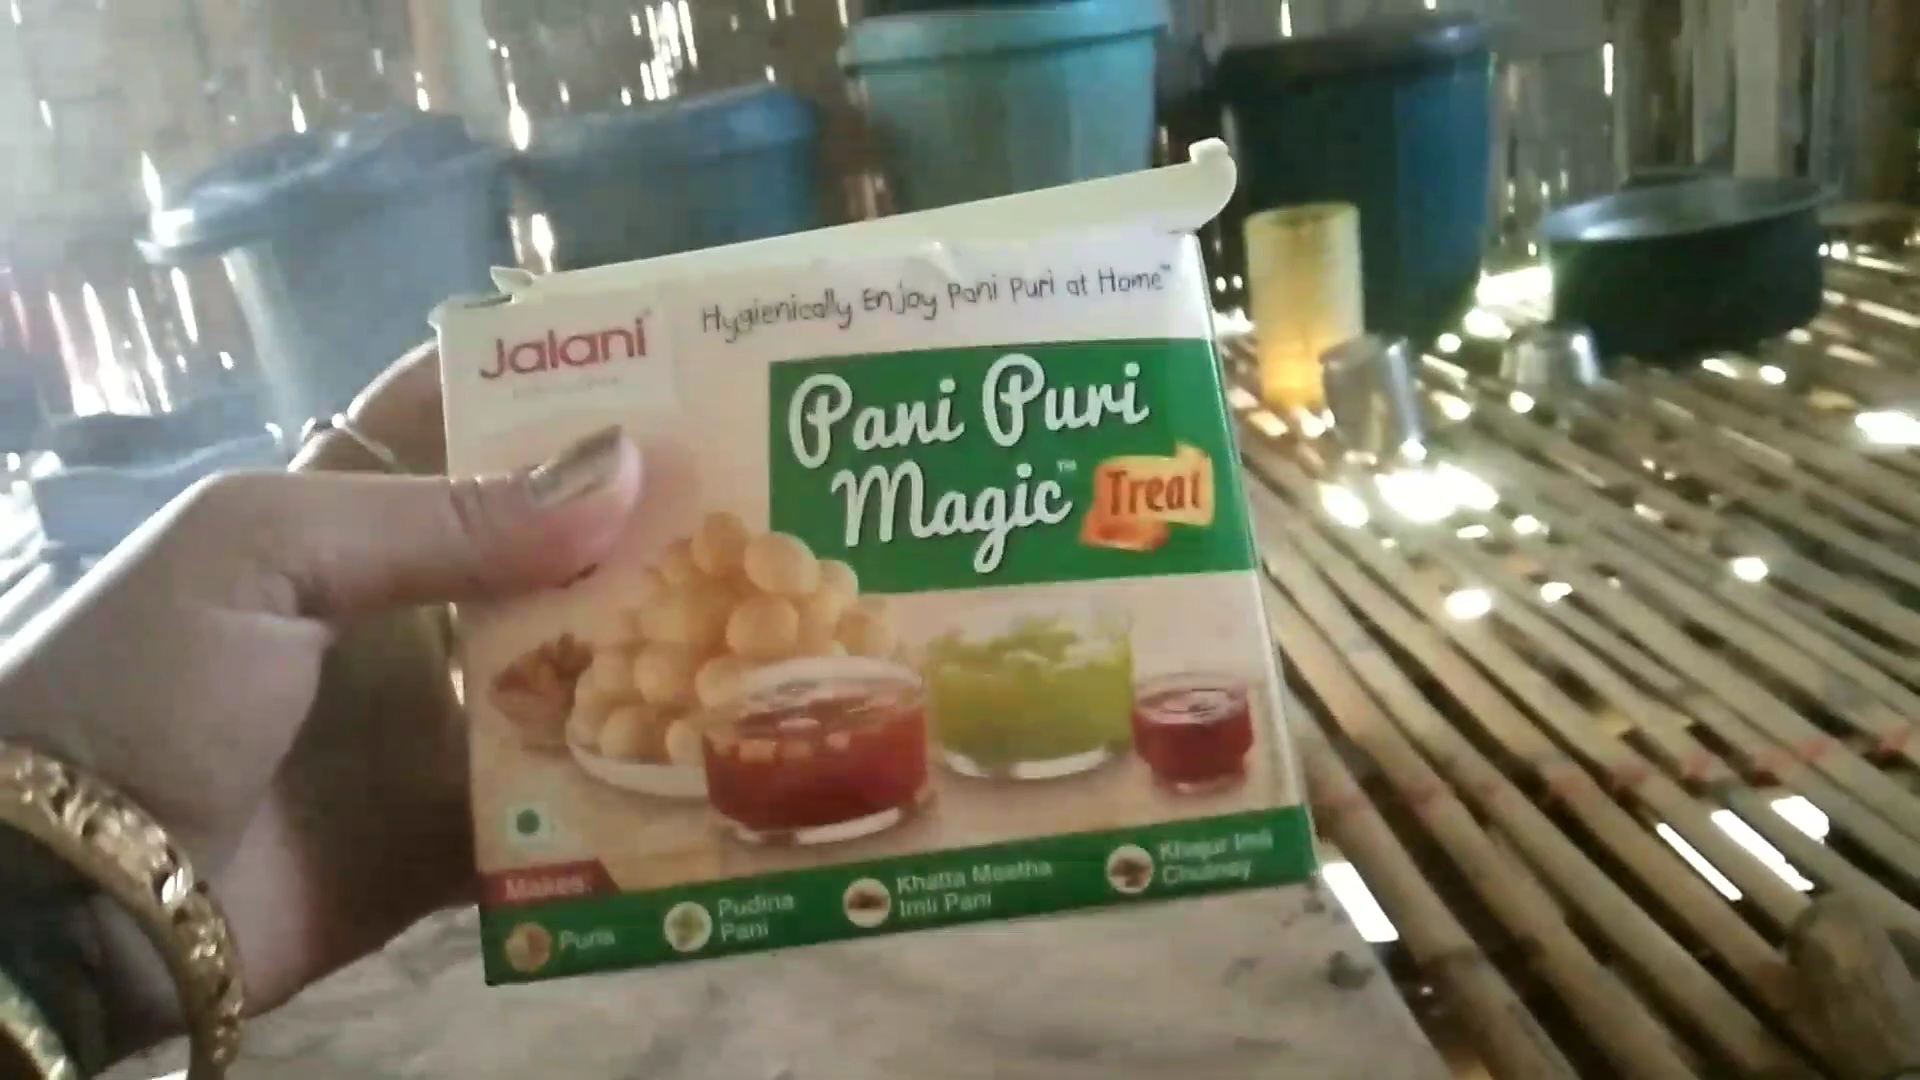 Jalani
Hygienically Enjoy Pani Puri at Home™
Pani Puri
Magic™
Treat
Makes:
Puris
Pudina
Pani
Khatta Meetha
Imli Pani
Khajur Imli
Chutney